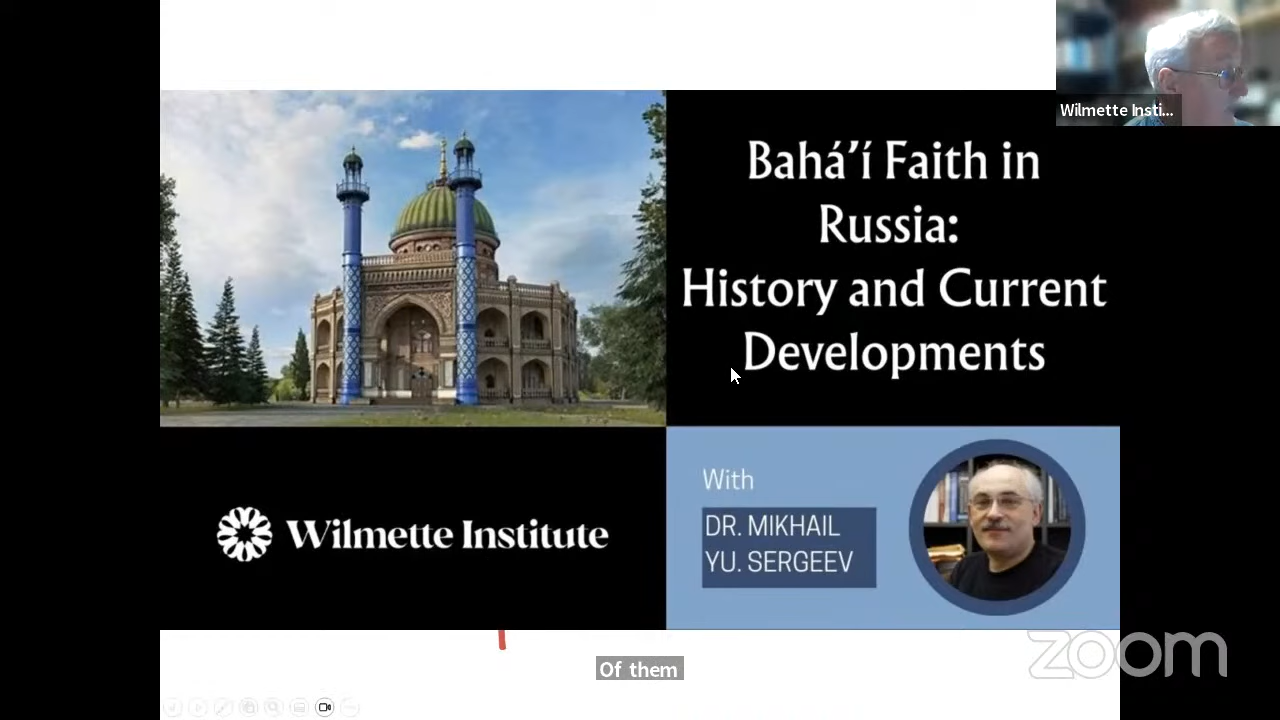 Wilmette Insti...
Bahá’í Faith in
Russia:
History and Current
Developments
Wilmette Institute
With
DR. MIKHAIL
YU. SERGEEV
zoom
Of them